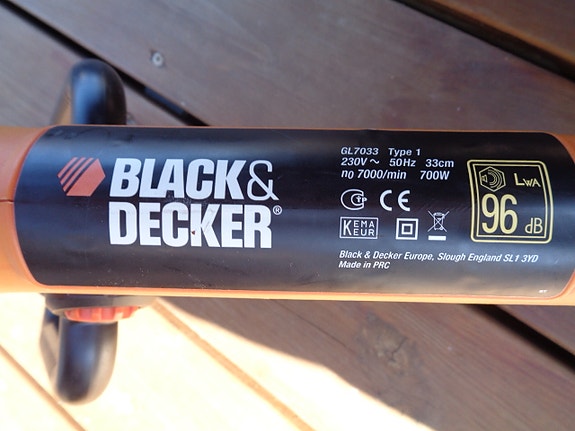 BLACK&
DECKER®
GL7033 Type 1
230V~ 50Hz 33cm
no 7000/min 700W
CE
KEMA
EUR
LWA
96 dB
Black & Decker Europe, Slough England SL1 3YD
Made in PRC